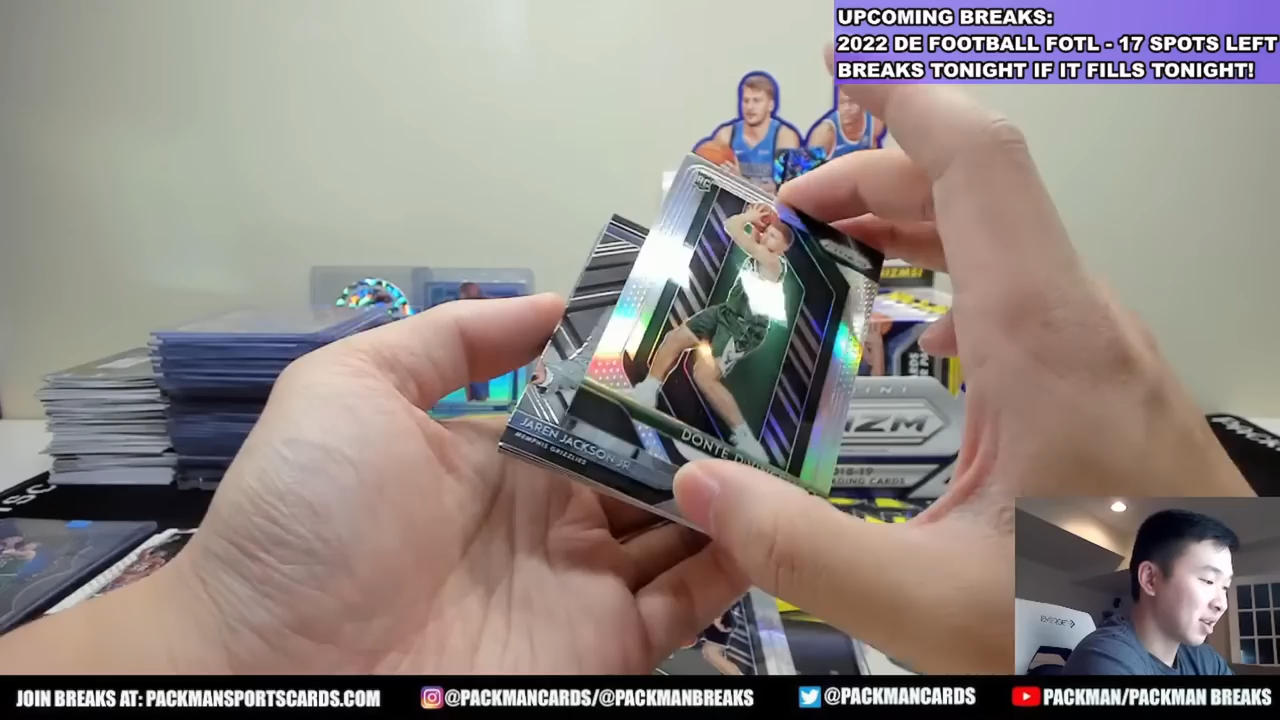 UPCOMING BREAKS:
2022 DE FOOTBALL FOTL - 17 SPOTS LEFT
BREAKS TONIGHT IF IT FILLS TONIGHT!
RC
DONTE
JAREN JACKSON JR.
MEMPHIS GRIZZLIES
JOIN BREAKS AT: PACKMANSPORTSCARDS.COM
@PACKMANCARDS/@PACKMANBREAKS
@PACKMANCARDS
PACKMAN/PACKMAN BREAKS